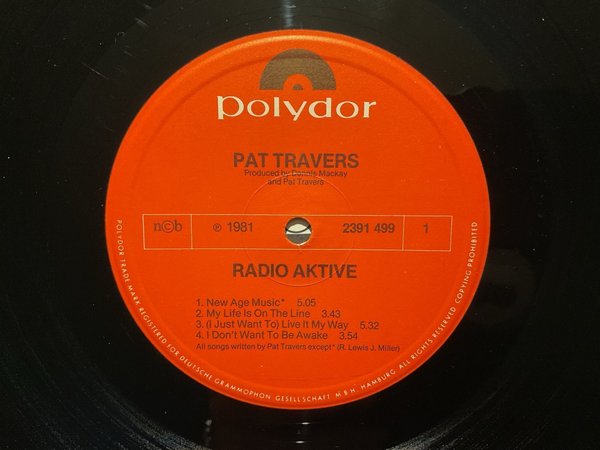 polydor
PAT TRAVERS
Produced by Dennis Mackay
and Pat Travers
n©b
℗ 1981
2391 499
1
RADIO AKTIVE
1. New Age Music* 5.05
2. My Life Is On The Line 3.43
3. (I Just Want To) Live It My Way 5.32
4. I Don't Want To Be Awake 3.54
All songs written by Pat Travers except* (R. Lewis J. Miller)
POLYDOR TRADE MARK REGISTERED FOR DEUTSCHE GRAMMOPHON GESELLSCHAFT MBH HAMBURG ALL RIGHTS RESERVED COPYING PROHIBITED